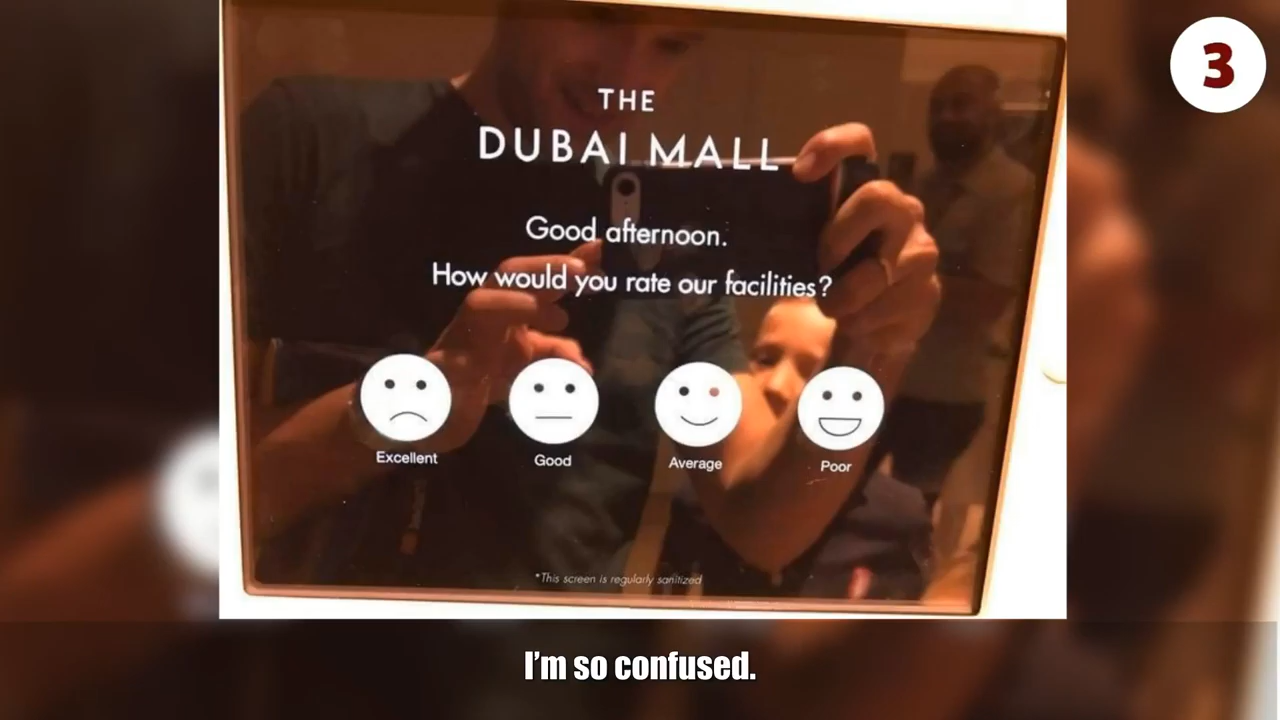 3
THE
DUBAI MALL
Good afternoon.
How would you rate our facilities?
Excellent
Good
Average
Poor
*This screen is regularly sanitized
I'm so confused.